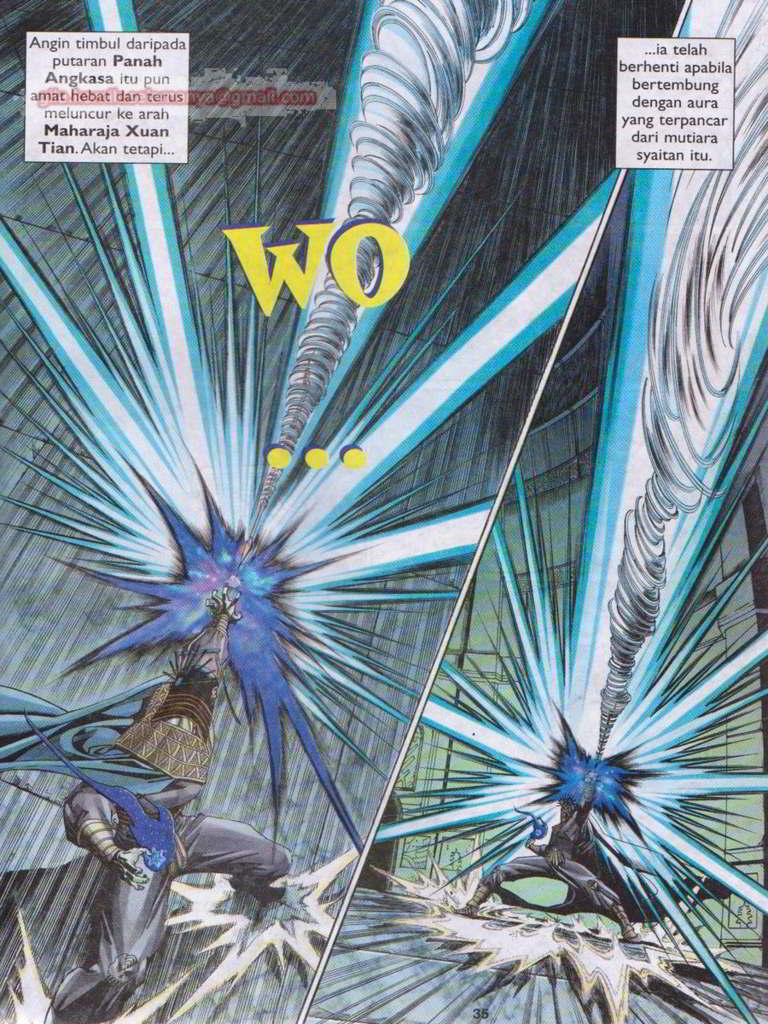 Angin timbul daripada
putaran Panah
Angkasa itu pun
amat hebat dan terus
meluncur ke arah
Maharaja Xuan
Tian. Akan tetapi...
...ia telah
berhenti apabila
bertembung
dengan aura
yang terpancar
dari mutiara
syaitan itu.
WO
...
35